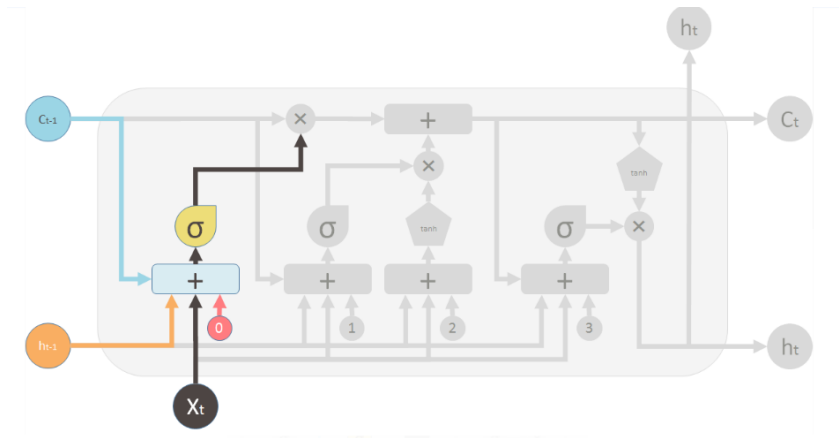 ht
Ct-1
×
+
Ct
×
tanh
σ
σ
tanh
σ
×
+
+
+
+
ht-1
0
1
2
3
ht
Xt